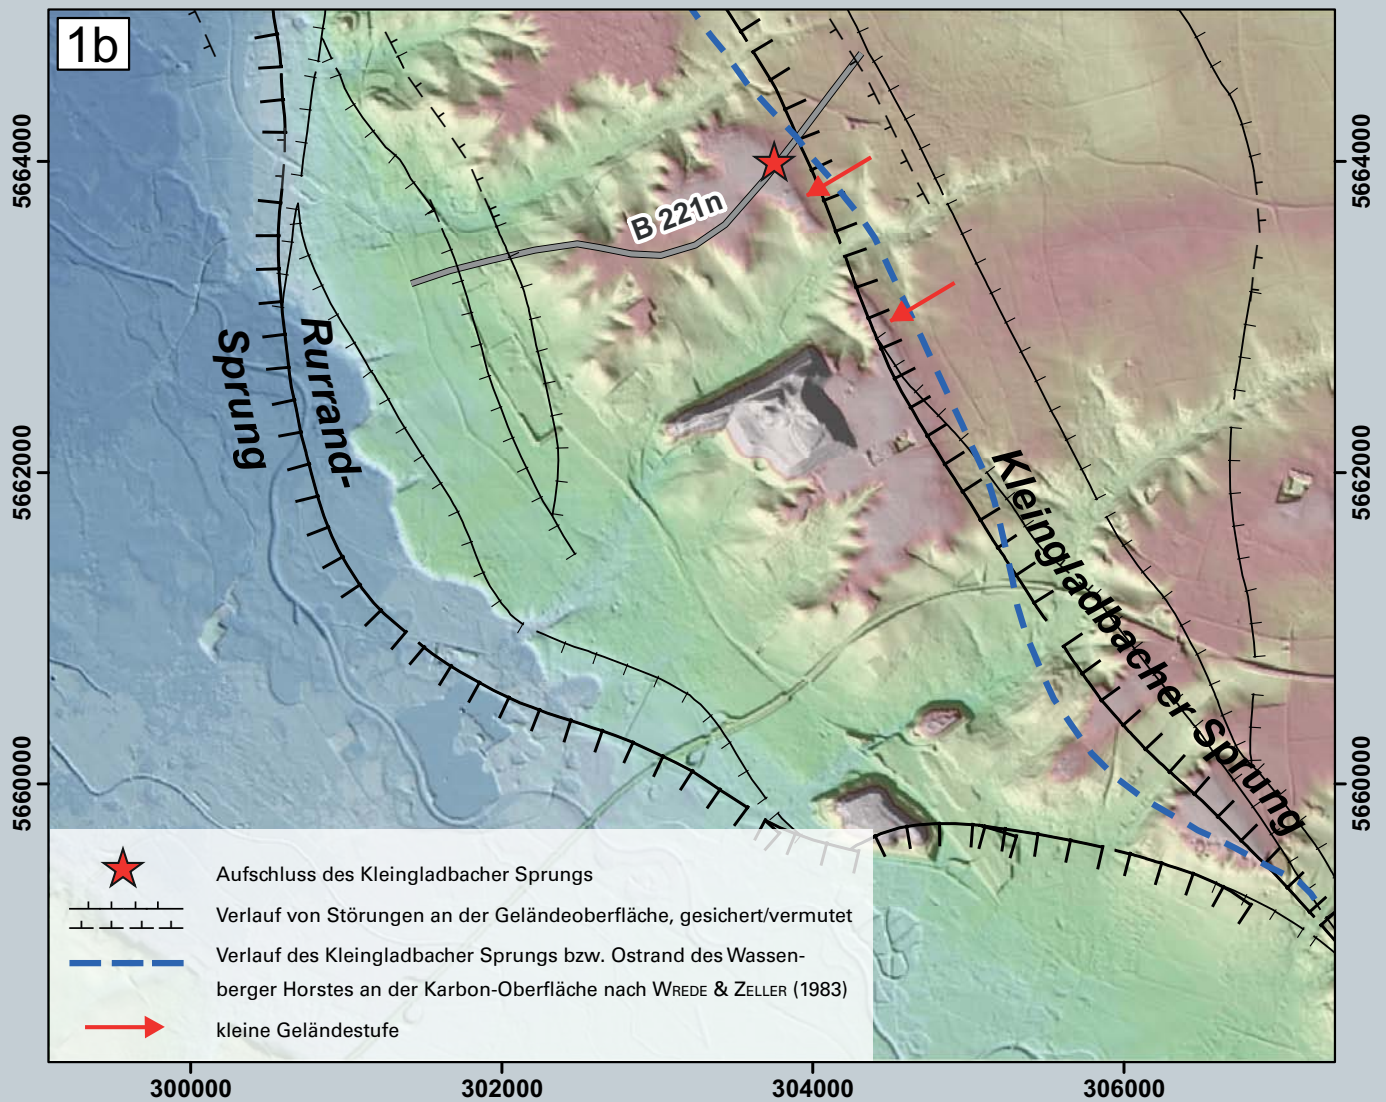 1b
5664000
5662000
5660000
5664000
5662000
5660000
B 221n
Rurrand-
Sprung
Kleingladbacher Sprung
Aufschluss des Kleingladbacher Sprungs
Verlauf von Störungen an der Geländeoberfläche, gesichert/vermutet
Verlauf des Kleingladbacher Sprungs bzw. Ostrand des Wassen-
berger Horstes an der Karbon-Oberfläche nach WREDE & ZELLER (1983)
kleine Geländestufe
300000
302000
304000
306000